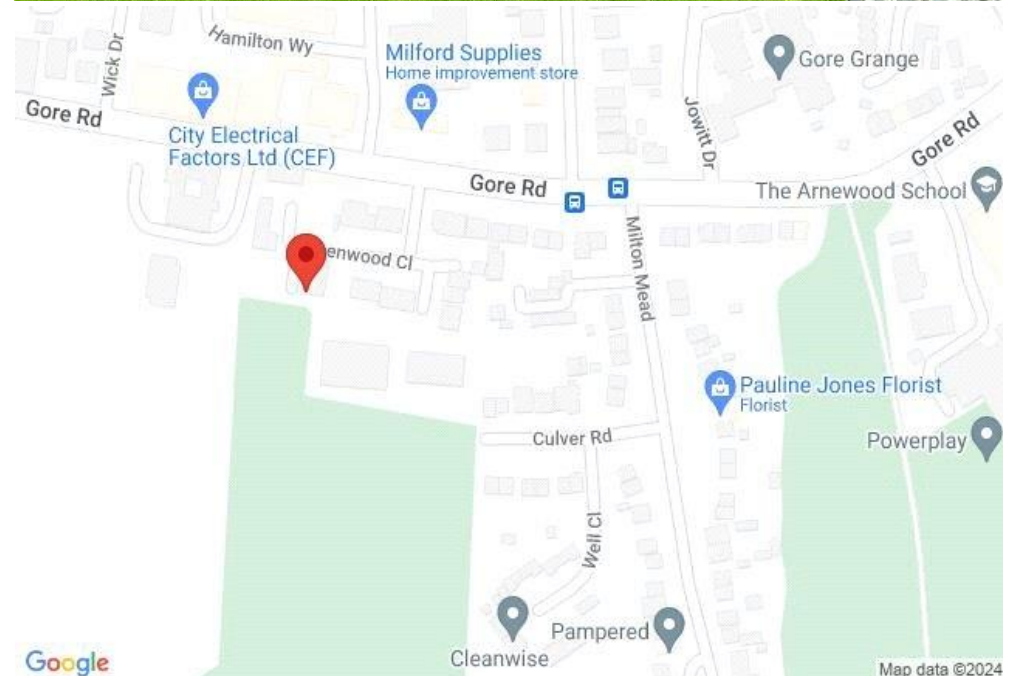 Hamilton Wy
Wick Dr
Milford Supplies
Home improvement store
Gore Grange
Gore Rd
City Electrical
Factors Ltd (CEF)
Jowitt Dr
Gore Rd
Gore Rd
The Arnewood School
enwood Cl
Milton Mead
Pauline Jones Florist
Florist
Culver Rd
Powerplay
Well Cl
Pampered
Cleanwise
Google
Map data ©2024